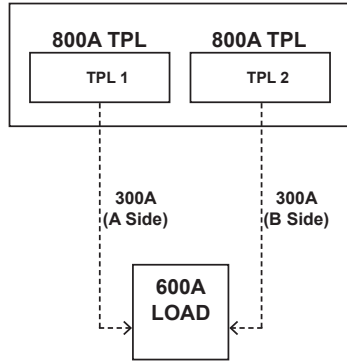 800A TPL
800A TPL
TPL 1
TPL 2
300A
(A Side)
300A
(B Side)
600A
LOAD